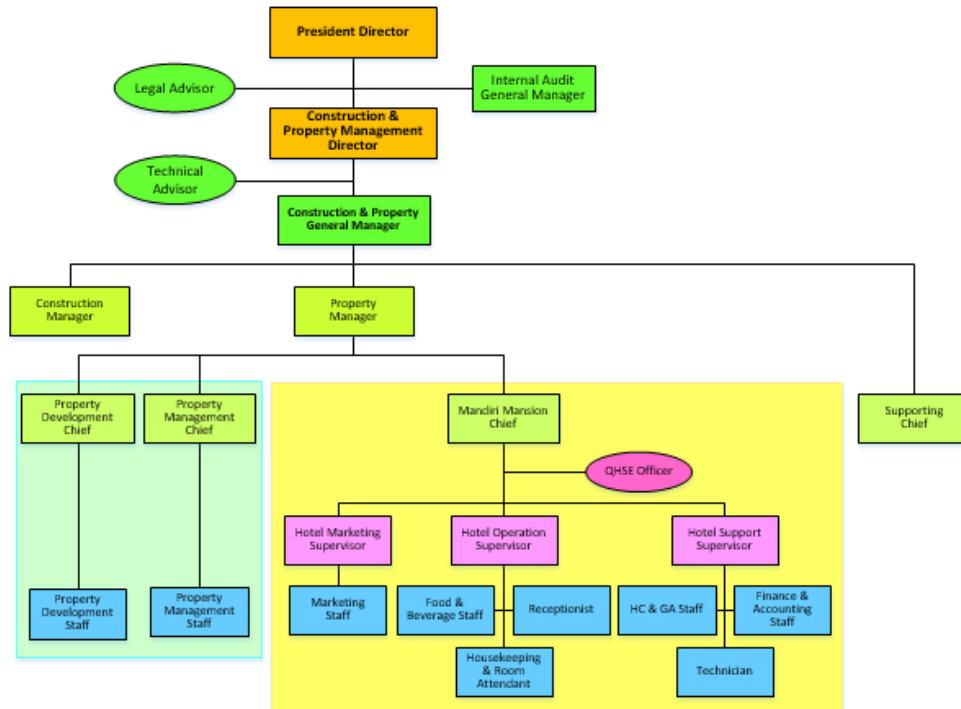 President Director
Legal Advisor
Internal Audit
General Manager
Construction &
Property Management
Director
Technical
Advisor
Construction & Property
General Manager
Construction
Manager
Property
Manager
Property
Development
Chief
Property
Management
Chief
Mandiri Mansion
Chief
Supporting
Chief
QHSE Officer
Hotel Marketing
Supervisor
Hotel Operation
Supervisor
Hotel Support
Supervisor
Property
Development
Staff
Property
Management
Staff
Marketing
Staff
Food &
Beverage Staff
Receptionist
HC & GA Staff
Finance &
Accounting
Staff
Housekeeping
& Room
Attendant
Technician